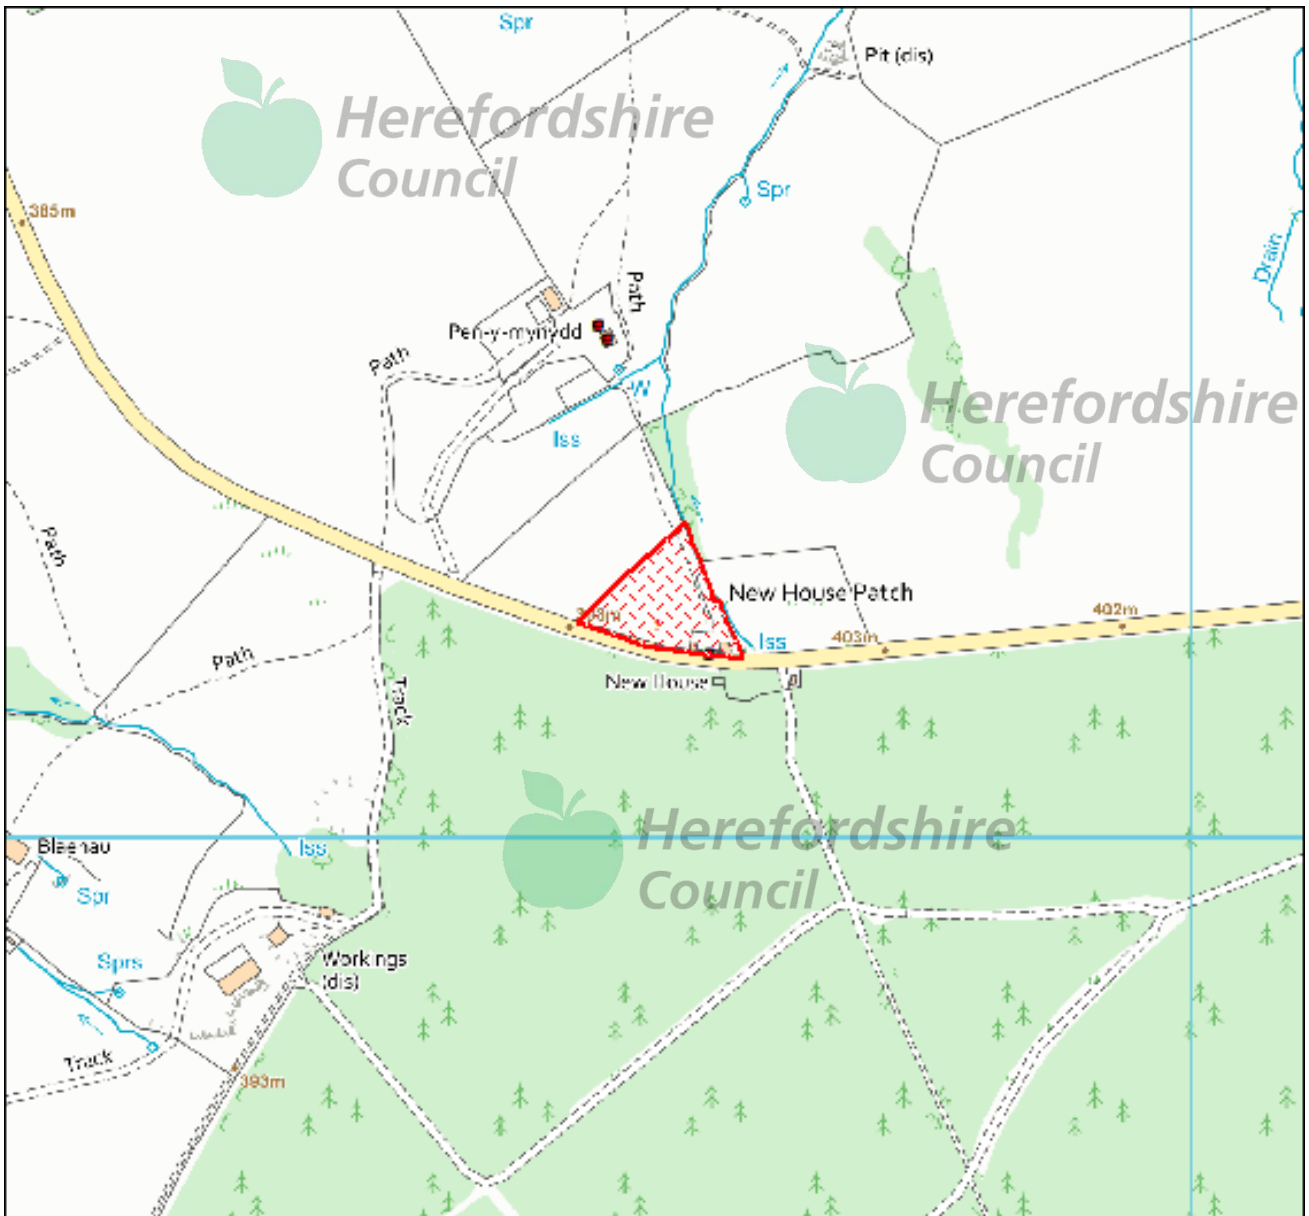 Spr
Pit (dis)
Herefordshire
Council
Spr
385m
Drain
Path
Pen-y-mynydd
Path
W
Herefordshire
Council
Iss
Path
New House Patch
402m
Iss
403m
New House
Path
Track
Herefordshire
Council
Blaenau
Iss
Spr
Sprs
Workings
(dis)
Track
393m